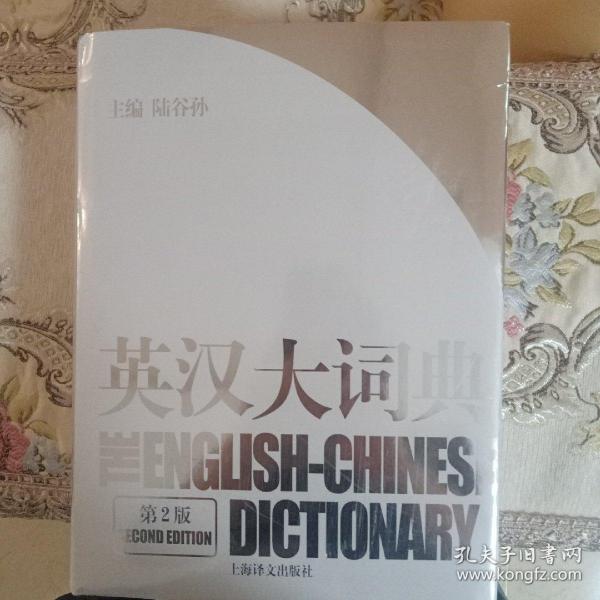 主编 陆谷孙
英汉大词典
THE ENGLISH-CHINESE
DICTIONARY
第2版
SECOND EDITION
上海译文出版社
孔夫子旧书网
www.kongfz.com